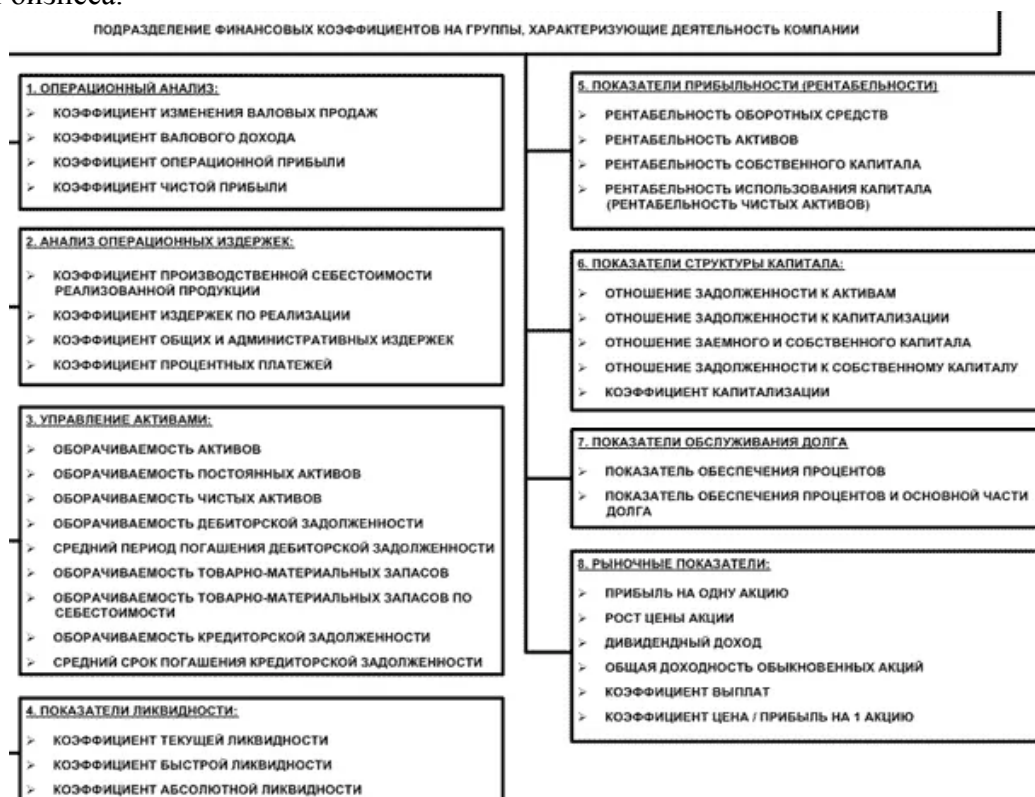 бизнеса.
ПОДРАЗДЕЛЕНИЕ ФИНАНСОВЫХ КОЭФФИЦИЕНТОВ НА ГРУППЫ, ХАРАКТЕРИЗУЮЩИЕ ДЕЯТЕЛЬНОСТЬ КОМПАНИИ
1. ОПЕРАЦИОННЫЙ АНАЛИЗ:
➢ КОЭФФИЦИЕНТ ИЗМЕНЕНИЯ ВАЛОВЫХ ПРОДАЖ
➢ КОЭФФИЦИЕНТ ВАЛОВОГО ДОХОДА
➢ КОЭФФИЦИЕНТ ОПЕРАЦИОННОЙ ПРИБЫЛИ
➢ КОЭФФИЦИЕНТ ЧИСТОЙ ПРИБЫЛИ
2. АНАЛИЗ ОПЕРАЦИОННЫХ ИЗДЕРЖЕК:
➢ КОЭФФИЦИЕНТ ПРОИЗВОДСТВЕННОЙ СЕБЕСТОИМОСТИ
РЕАЛИЗОВАННОЙ ПРОДУКЦИИ
➢ КОЭФФИЦИЕНТ ИЗДЕРЖЕК ПО РЕАЛИЗАЦИИ
➢ КОЭФФИЦИЕНТ ОБЩИХ И АДМИНИСТРАТИВНЫХ ИЗДЕРЖЕК
➢ КОЭФФИЦИЕНТ ПРОЦЕНТНЫХ ПЛАТЕЖЕЙ
3. УПРАВЛЕНИЕ АКТИВАМИ:
➢ ОБОРАЧИВАЕМОСТЬ АКТИВОВ
➢ ОБОРАЧИВАЕМОСТЬ ПОСТОЯННЫХ АКТИВОВ
➢ ОБОРАЧИВАЕМОСТЬ ЧИСТЫХ АКТИВОВ
➢ ОБОРАЧИВАЕМОСТЬ ДЕБИТОРСКОЙ ЗАДОЛЖЕННОСТИ
➢ СРЕДНИЙ ПЕРИОД ПОГАШЕНИЯ ДЕБИТОРСКОЙ ЗАДОЛЖЕННОСТИ
➢ ОБОРАЧИВАЕМОСТЬ ТОВАРНО-МАТЕРИАЛЬНЫХ ЗАПАСОВ
➢ ОБОРАЧИВАЕМОСТЬ ТОВАРНО-МАТЕРИАЛЬНЫХ ЗАПАСОВ ПО
СЕБЕСТОИМОСТИ
➢ ОБОРАЧИВАЕМОСТЬ КРЕДИТОРСКОЙ ЗАДОЛЖЕННОСТИ
➢ СРЕДНИЙ СРОК ПОГАШЕНИЯ КРЕДИТОРСКОЙ ЗАДОЛЖЕННОСТИ
4. ПОКАЗАТЕЛИ ЛИКВИДНОСТИ:
➢ КОЭФФИЦИЕНТ ТЕКУЩЕЙ ЛИКВИДНОСТИ
➢ КОЭФФИЦИЕНТ БЫСТРОЙ ЛИКВИДНОСТИ
➢ КОЭФФИЦИЕНТ АБСОЛЮТНОЙ ЛИКВИДНОСТИ
5. ПОКАЗАТЕЛИ ПРИБЫЛЬНОСТИ (РЕНТАБЕЛЬНОСТИ)
➢ РЕНТАБЕЛЬНОСТЬ ОБОРОТНЫХ СРЕДСТВ
➢ РЕНТАБЕЛЬНОСТЬ АКТИВОВ
➢ РЕНТАБЕЛЬНОСТЬ СОБСТВЕННОГО КАПИТАЛА
➢ РЕНТАБЕЛЬНОСТЬ ИСПОЛЬЗОВАНИЯ КАПИТАЛА
(РЕНТАБЕЛЬНОСТЬ ЧИСТЫХ АКТИВОВ)
6. ПОКАЗАТЕЛИ СТРУКТУРЫ КАПИТАЛА:
➢ ОТНОШЕНИЕ ЗАДОЛЖЕННОСТИ К АКТИВАМ
➢ ОТНОШЕНИЕ ЗАДОЛЖЕННОСТИ К КАПИТАЛИЗАЦИИ
➢ ОТНОШЕНИЕ ЗАЕМНОГО И СОБСТВЕННОГО КАПИТАЛА
➢ ОТНОШЕНИЕ ЗАДОЛЖЕННОСТИ К СОБСТВЕННОМУ КАПИТАЛУ
➢ КОЭФФИЦИЕНТ КАПИТАЛИЗАЦИИ
7. ПОКАЗАТЕЛИ ОБСЛУЖИВАНИЯ ДОЛГА
➢ ПОКАЗАТЕЛЬ ОБЕСПЕЧЕНИЯ ПРОЦЕНТОВ
➢ ПОКАЗАТЕЛЬ ОБЕСПЕЧЕНИЯ ПРОЦЕНТОВ И ОСНОВНОЙ ЧАСТИ
ДОЛГА
8. РЫНОЧНЫЕ ПОКАЗАТЕЛИ:
➢ ПРИБЫЛЬ НА ОДНУ АКЦИЮ
➢ РОСТ ЦЕНЫ АКЦИИ
➢ ДИВИДЕНДНЫЙ ДОХОД
➢ ОБЩАЯ ДОХОДНОСТЬ ОБЫКНОВЕННЫХ АКЦИЙ
➢ КОЭФФИЦИЕНТ ВЫПЛАТ
➢ КОЭФФИЦИЕНТ ЦЕНА / ПРИБЫЛЬ НА 1 АКЦИЮ